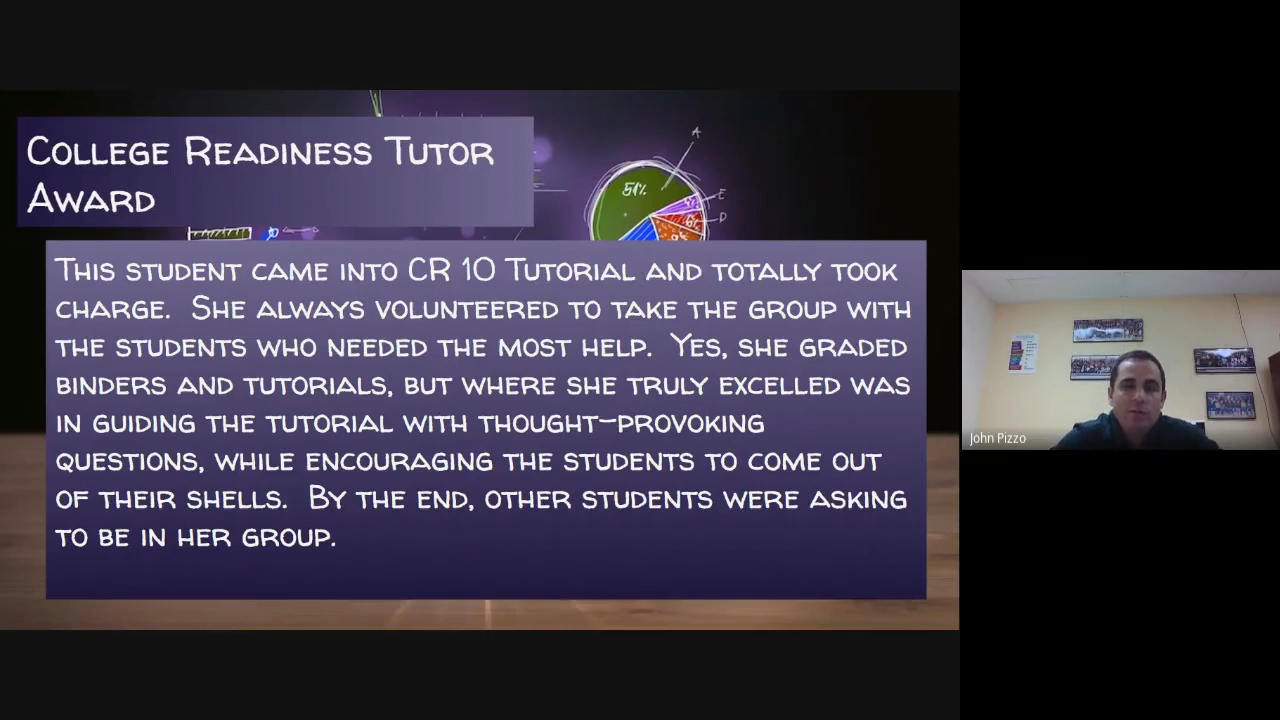 College Readiness Tutor
Award
51%
A
E
D
6%
This student came into CR 10 Tutorial and totally took
charge.  She always volunteered to take the group with
the students who needed the most help.  Yes, she graded
binders and tutorials, but where she truly excelled was
in guiding the tutorial with thought-provoking
questions, while encouraging the students to come out
of their shells.  By the end, other students were asking
to be in her group.
John Pizzo